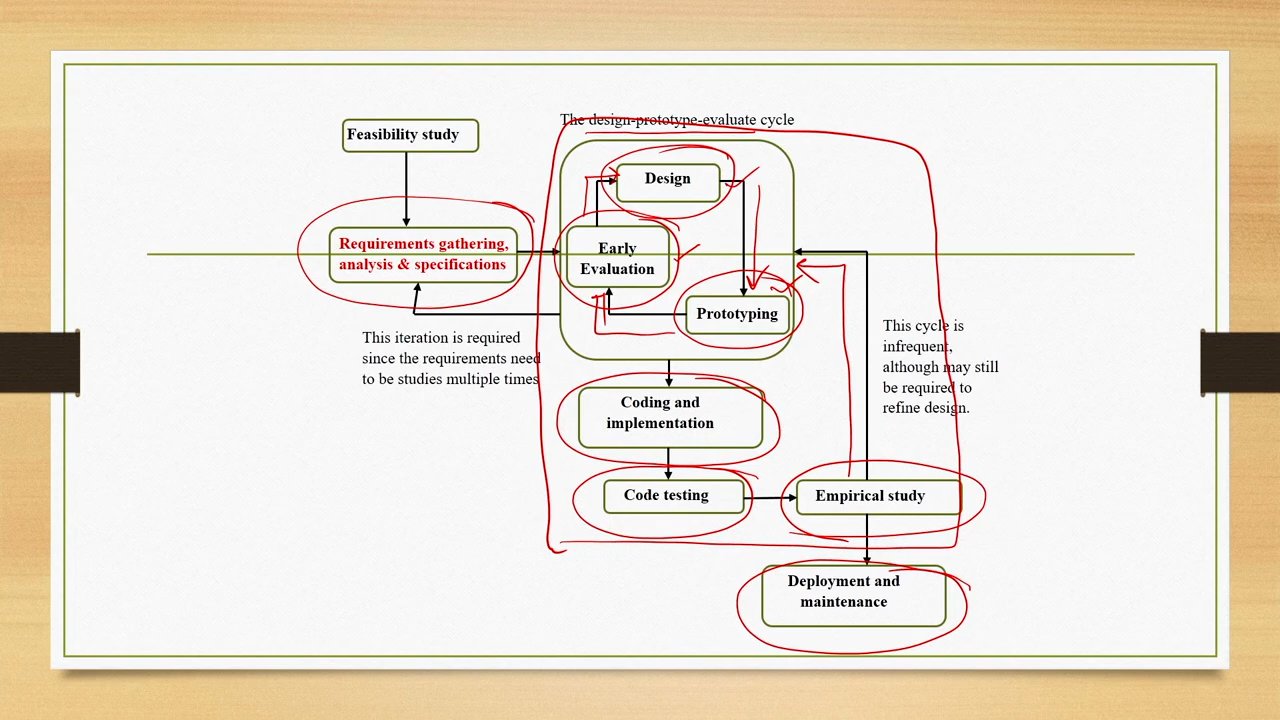 The design-prototype-evaluate cycle
Feasibility study
Design
Requirements gathering,
analysis & specifications
Early
Evaluation
Prototyping
This iteration is required
since the requirements need
to be studies multiple times
This cycle is
infrequent,
although may still
be required to
refine design.
Coding and
implementation
Code testing
Empirical study
Deployment and
maintenance